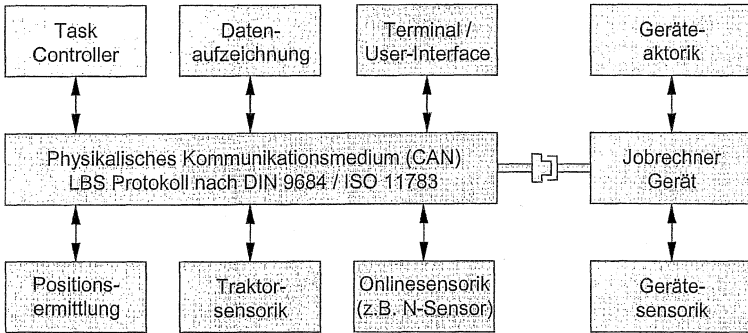 Task
Controller
Daten-
aufzeichnung
Terminal /
User-Interface
Geräte-
aktorik
Physikalisches Kommunikationsmedium (CAN)
LBS Protokoll nach DIN 9684 / ISO 11783
Jobrechner
Gerät
Positions-
ermittlung
Traktor-
sensorik
Onlinesensorik
(z.B. N-Sensor)
Geräte-
sensorik